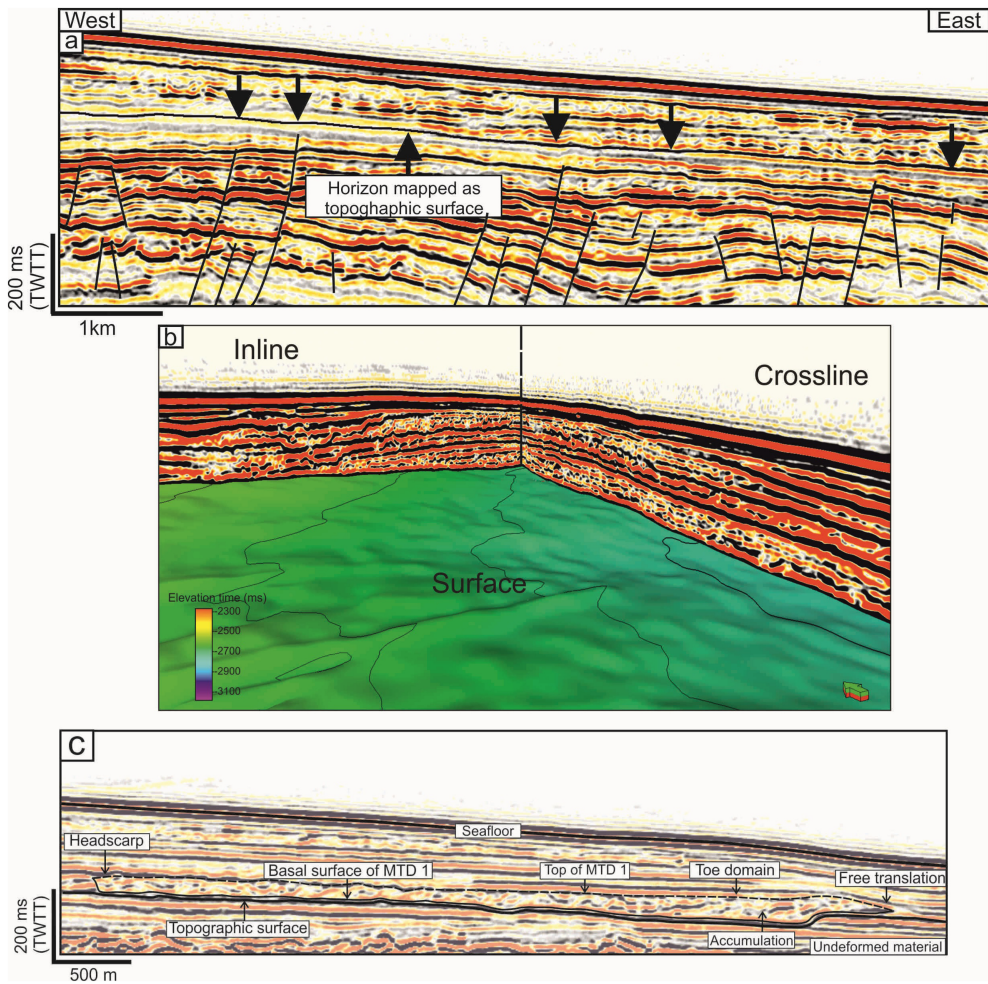 West
East
a
Horizon mapped as
topoghaphic surface
200 ms
(TWTT)
1km
b
Inline
Crossline
Surface
Elevation time (ms)
-2300
-2500
-2700
-2900
-3100
c
Seafloor
Headscarp
Basal surface of MTD 1
Top of MTD 1
Toe domain
Free translation
Topographic surface
Accumulation
Undeformed material
200 ms
(TWTT)
500 m